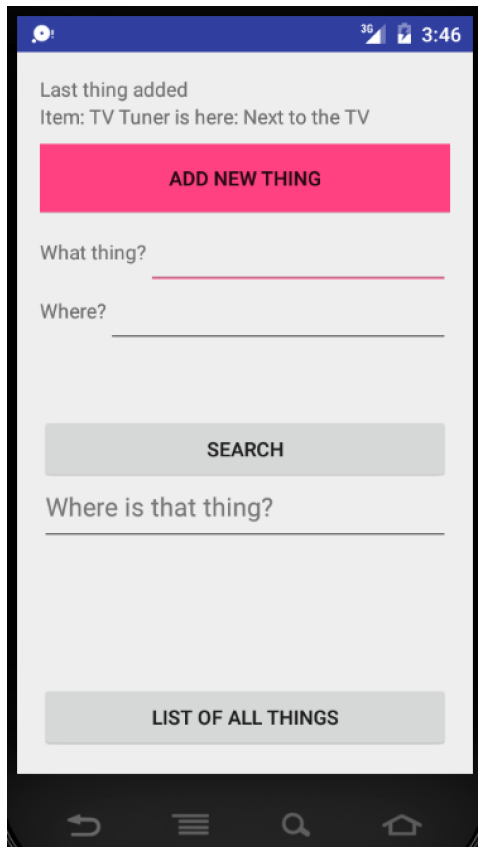 3G 3:46
Last thing added
Item: TV Tuner is here: Next to the TV
ADD NEW THING
What thing?
Where?
SEARCH
Where is that thing?
LIST OF ALL THINGS